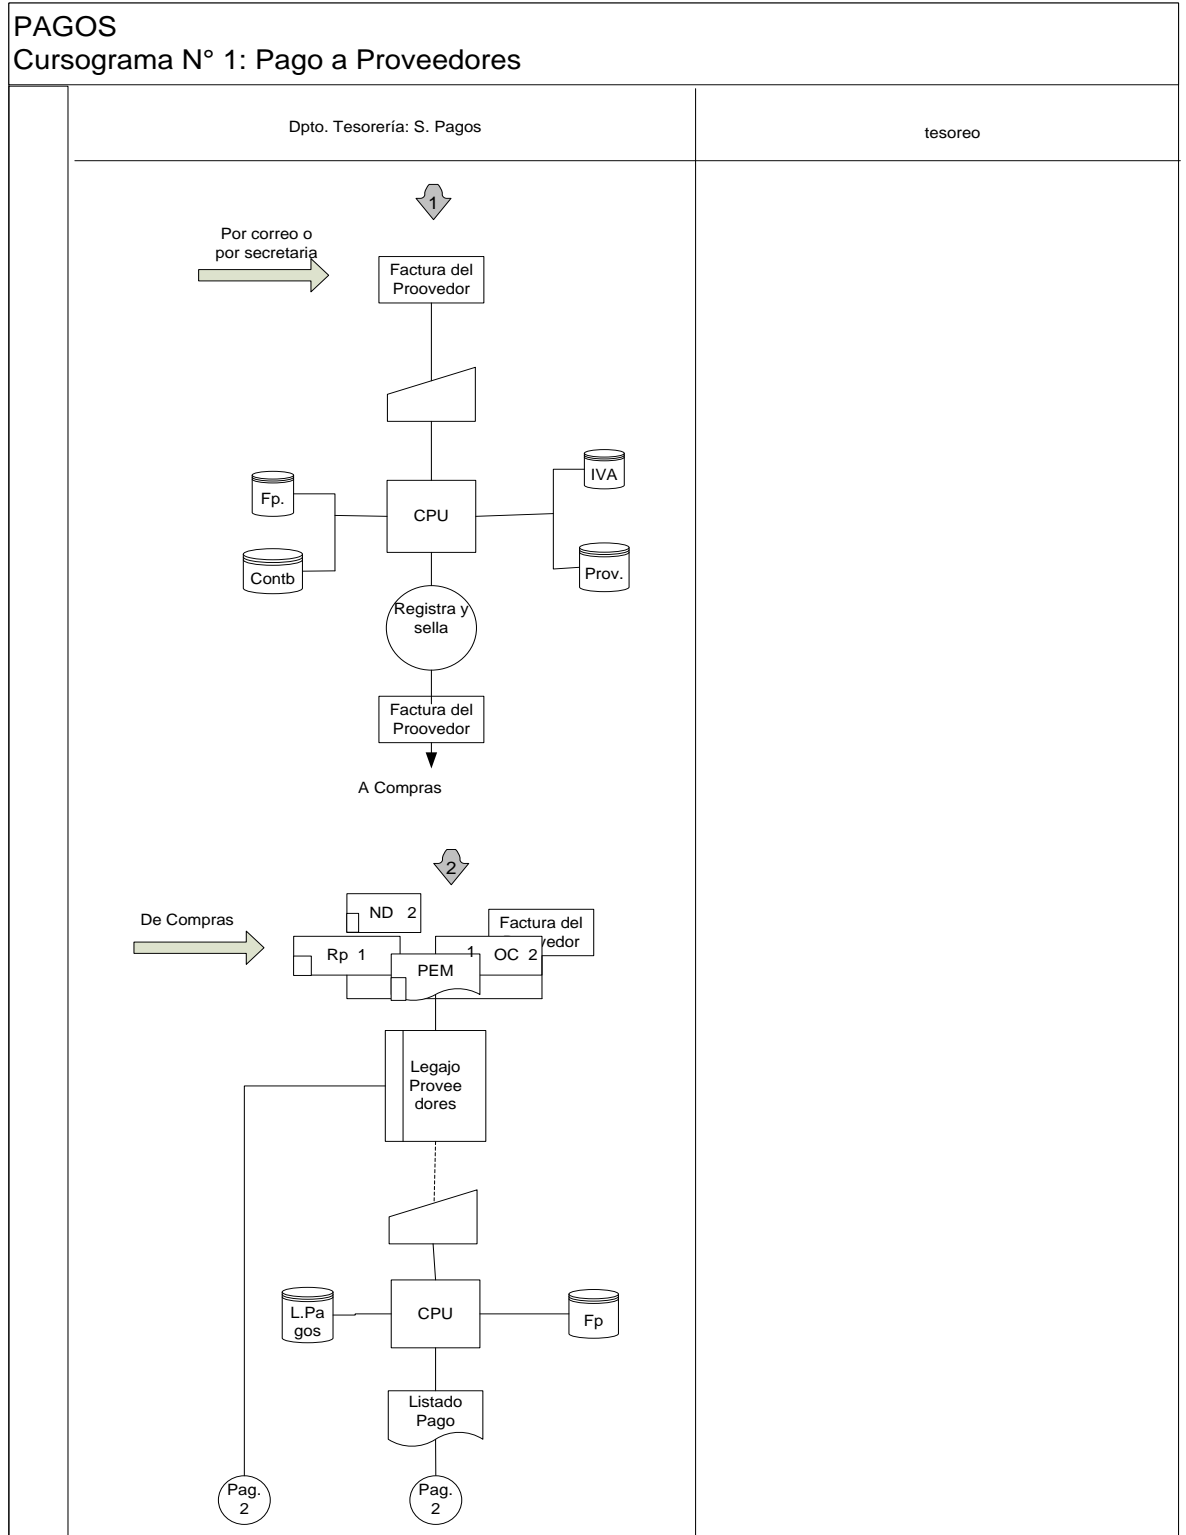 PAGOS
Cursograma N° 1: Pago a Proveedores
Dpto. Tesorería: S. Pagos
tesoreo
1
Por correo o
por secretaria
Factura del
Proovedor
IVA
Fp.
CPU
Contb
Prov.
Registra y
sella
Factura del
Proovedor
A Compras
2
De Compras
ND 2
Factura del
vedor
Rp 1
1
OC 2
PEM
Legajo
Provee
dores
L.Pa
gos
CPU
Fp
Listado
Pago
Pag.
2
Pag.
2